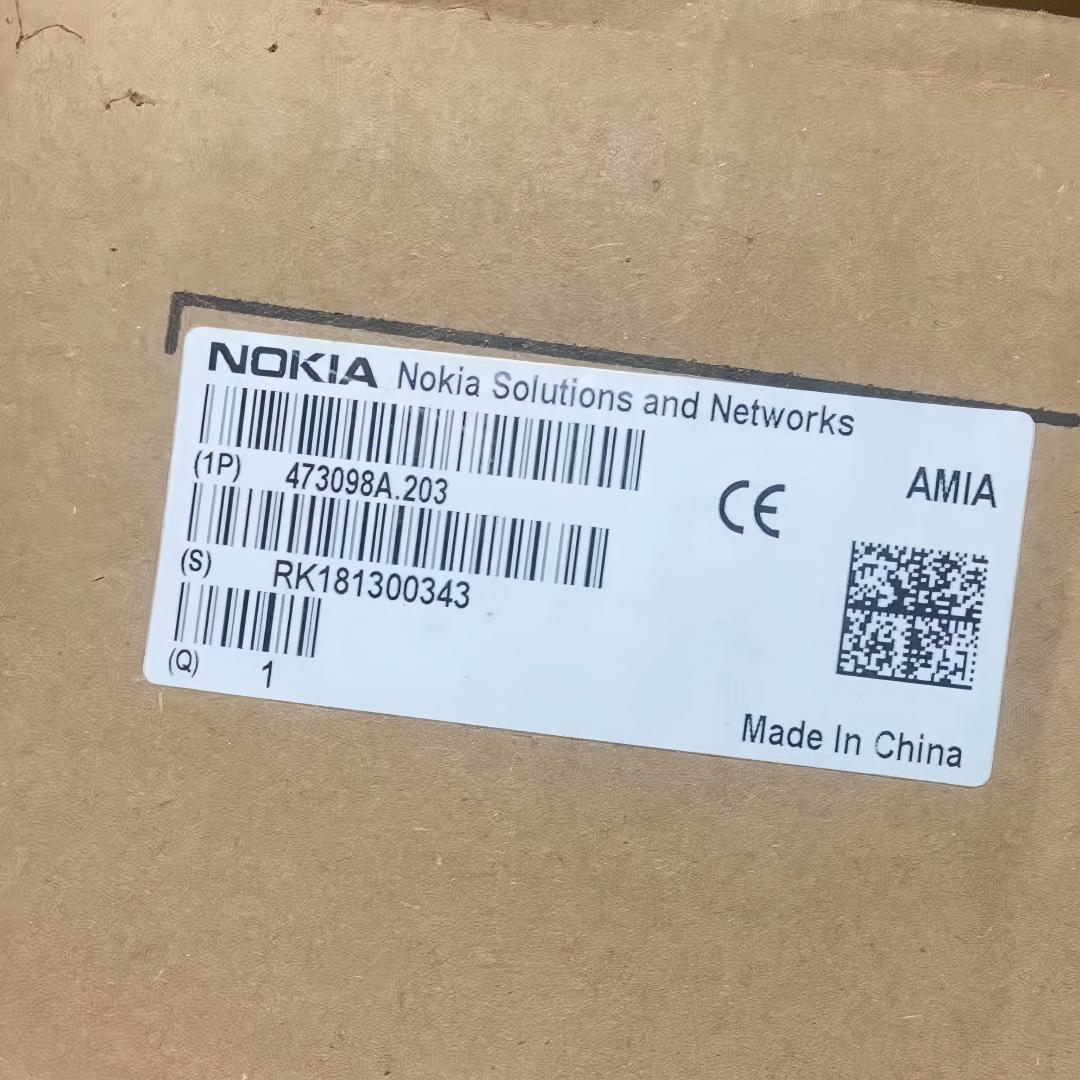 NOKIA Nokia Solutions and Networks
(1P) 473098A.203
AMIA
CE
(S) RK181300343
(Q) 1
Made In China